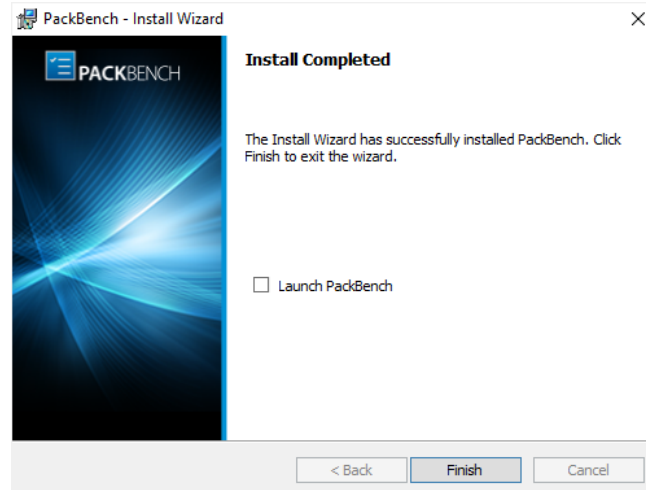 PackBench - Install Wizard
PACKBENCH
Install Completed
The Install Wizard has successfully installed PackBench. Click
Finish to exit the wizard.
Launch PackBench
< Back
Finish
Cancel